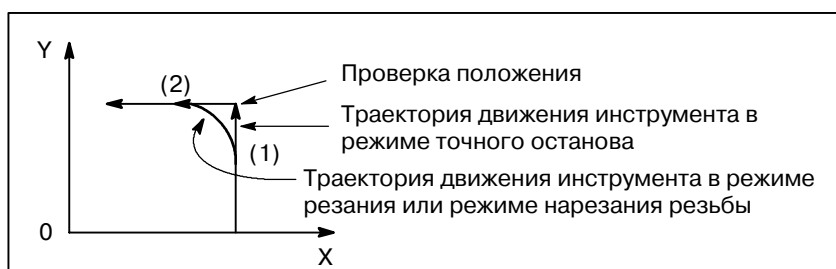 Y
(2)
Проверка положения
Траектория движения инструмента в
режиме точного останова
(1)
Траектория движения инструмента в режиме
резания или режиме нарезания резьбы
0
X